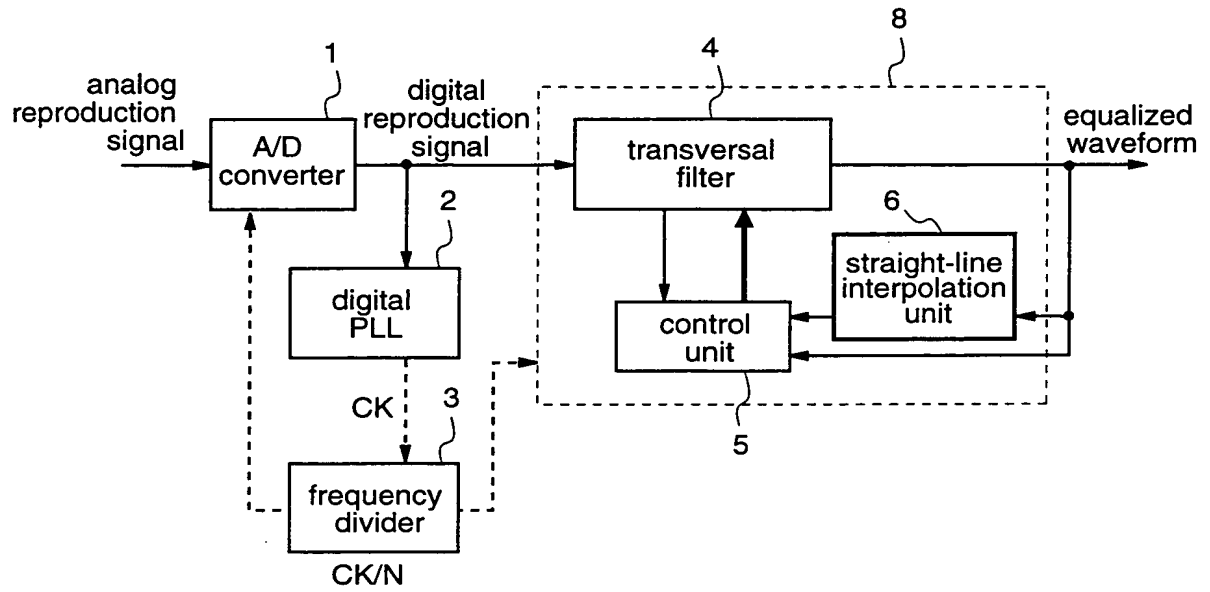 8
1
4
analog
reproduction
signal
digital
reproduction
signal
equalized
waveform
A/D
converter
transversal
filter
2
6
digital
PLL
straight-line
interpolation
unit
control
unit
CK
3
5
frequency
divider
CK/N